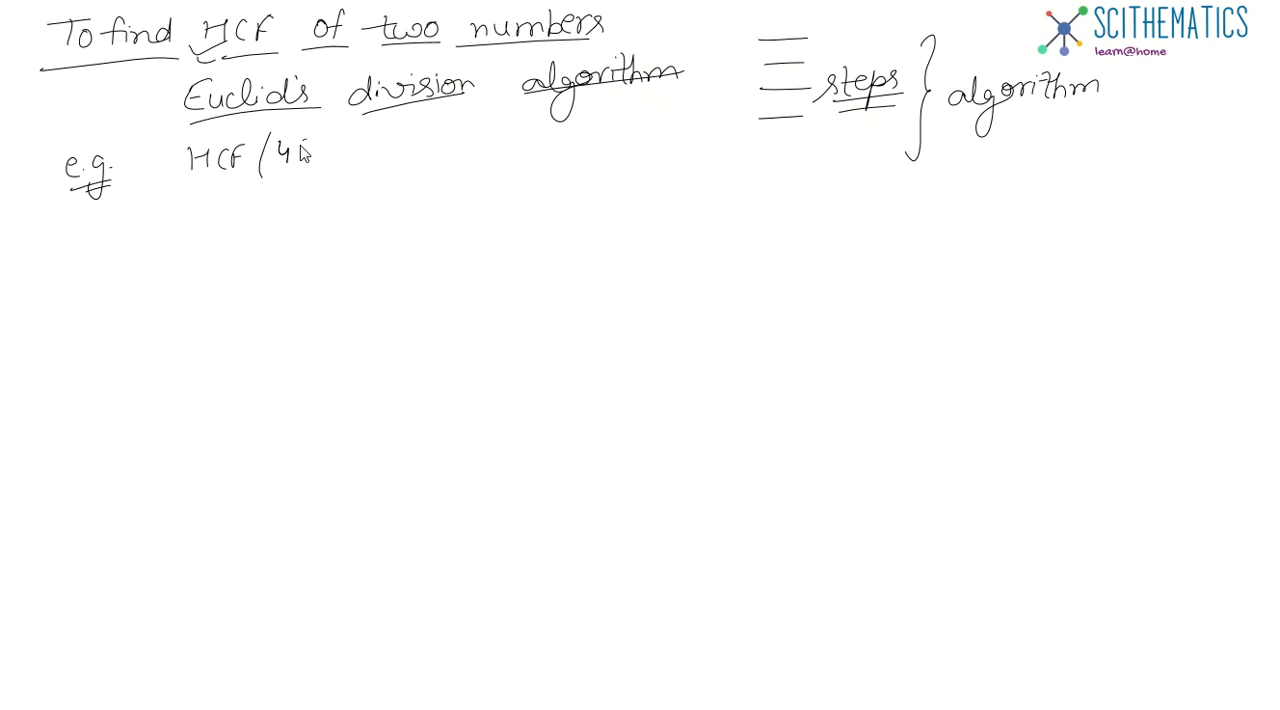 To find HCF of two numbers
Euclid's division algorithm
steps } algorithm
e.g. HCF (4
SCITHEMATICS
learn@home